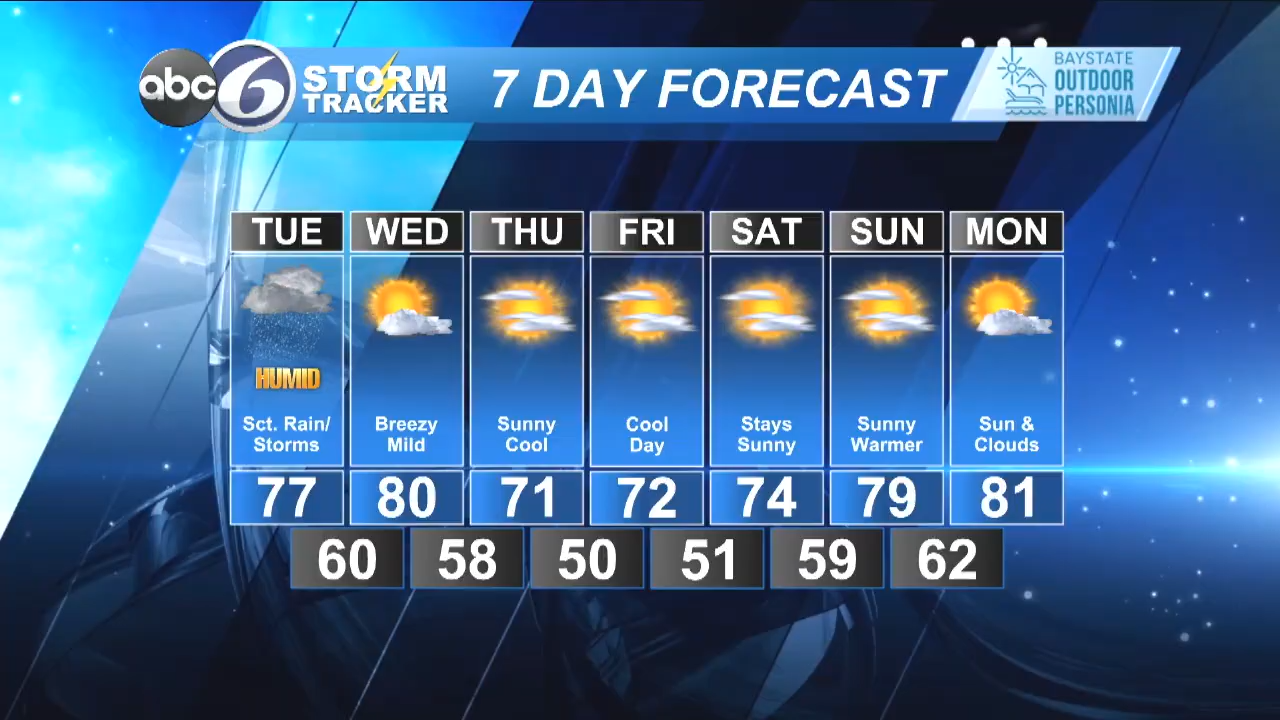 abc 6 STORM TRACKER
7 DAY FORECAST
BAYSTATE
OUTDOOR
PERSONIA
TUE WED THU FRI SAT SUN MON
HUMID
Sct. Rain/ Storms
Breezy Mild
Sunny Cool
Cool Day
Stays Sunny
Sunny Warmer
Sun & Clouds
77 80 71 72 74 79 81
60 58 50 51 59 62